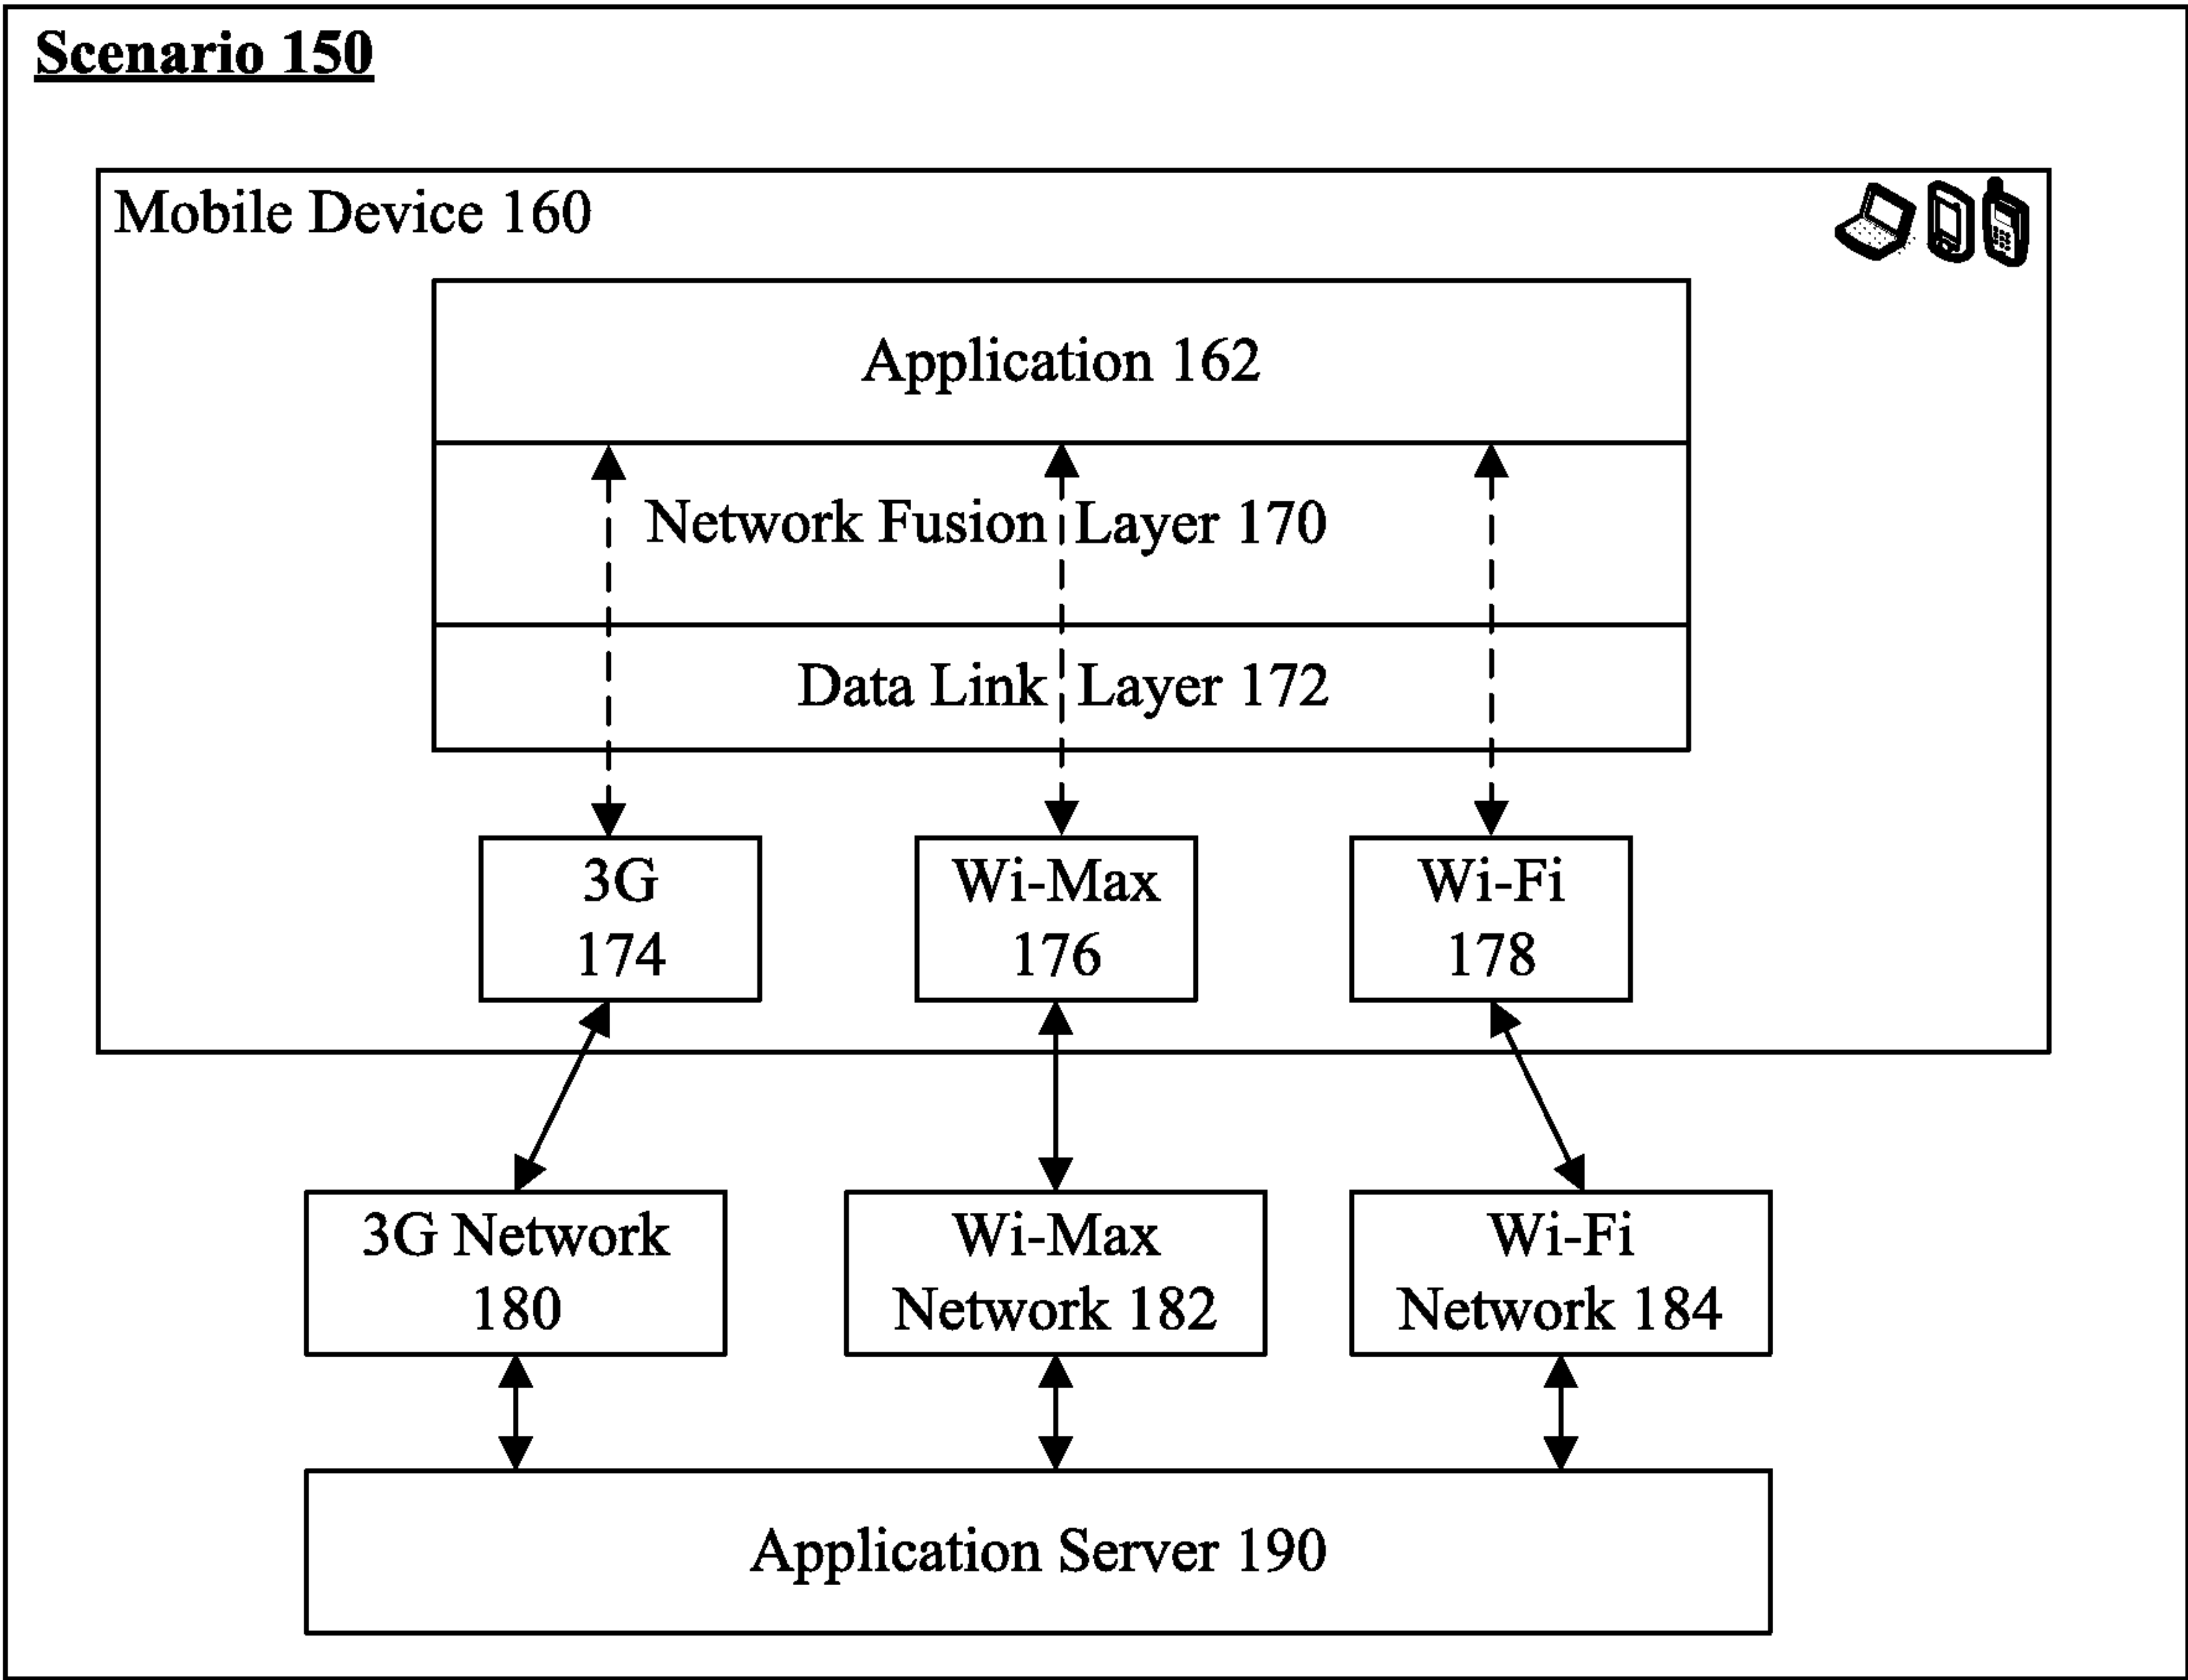 Scenario 150
Mobile Device 160
Application 162
Network Fusion Layer 170
Data Link Layer 172
3G
174
Wi-Max
176
Wi-Fi
178
3G Network
180
Wi-Max
Network 182
Wi-Fi
Network 184
Application Server 190